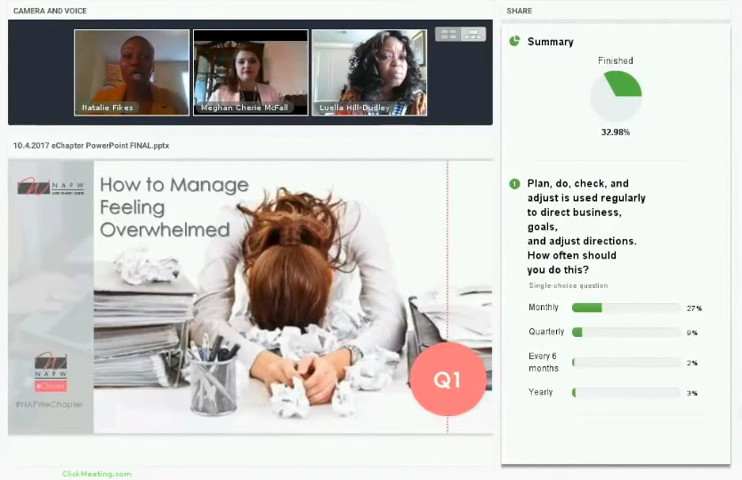 CAMERA AND VOICE
Natalie Fikes
Meghan Cherie McFall
Luella Hill-Dudley
10.4.2017 eChapter PowerPoint FINAL.pptx
NAPW
How to Manage
Feeling
Overwhelmed
Q1
NAPW
eChapter
#NAPWeChapter
ClickMeeting.com
SHARE
Summary
Finished
32.98%
1
Plan, do, check, and
adjust is used regularly
to direct business,
goals,
and adjust directions.
How often should
you do this?
Single-choise question
Monthly 27%
Quarterly 9%
Every 6
months 2%
Yearly 3%